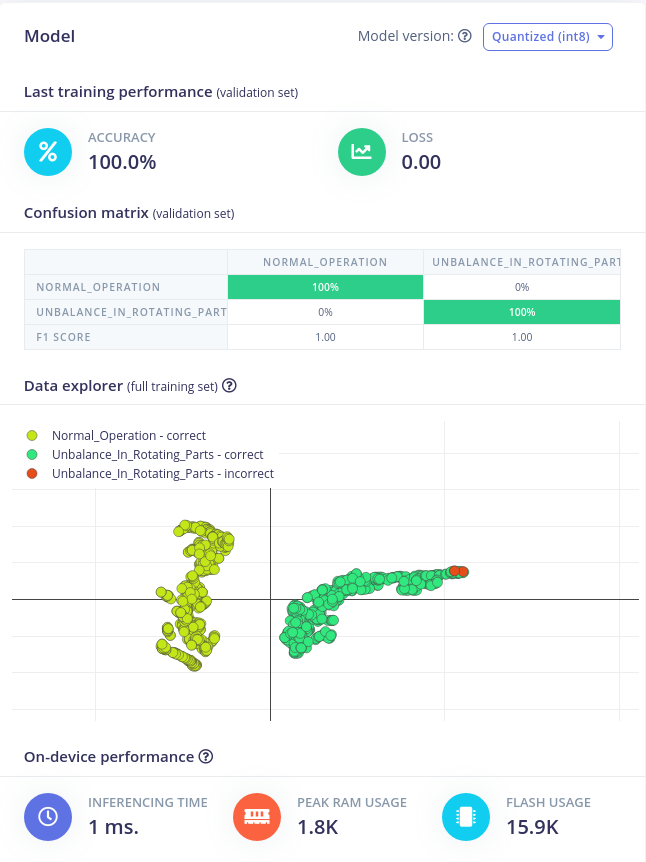 Model
Model version: ? Quantized (int8)
Last training performance (validation set)
% ACCURACY
100.0%
LOSS
0.00
Confusion matrix (validation set)
NORMAL_OPERATION UNBALANCE_IN_ROTATING_PART
NORMAL_OPERATION 100% 0%
UNBALANCE_IN_ROTATING_PART 0% 100%
F1 SCORE 1.00 1.00
Data explorer (full training set) ?
Normal_Operation - correct
Unbalance_In_Rotating_Parts - correct
Unbalance_In_Rotating_Parts - incorrect
On-device performance ?
INFERENCING TIME
1 ms.
PEAK RAM USAGE
1.8K
FLASH USAGE
15.9K